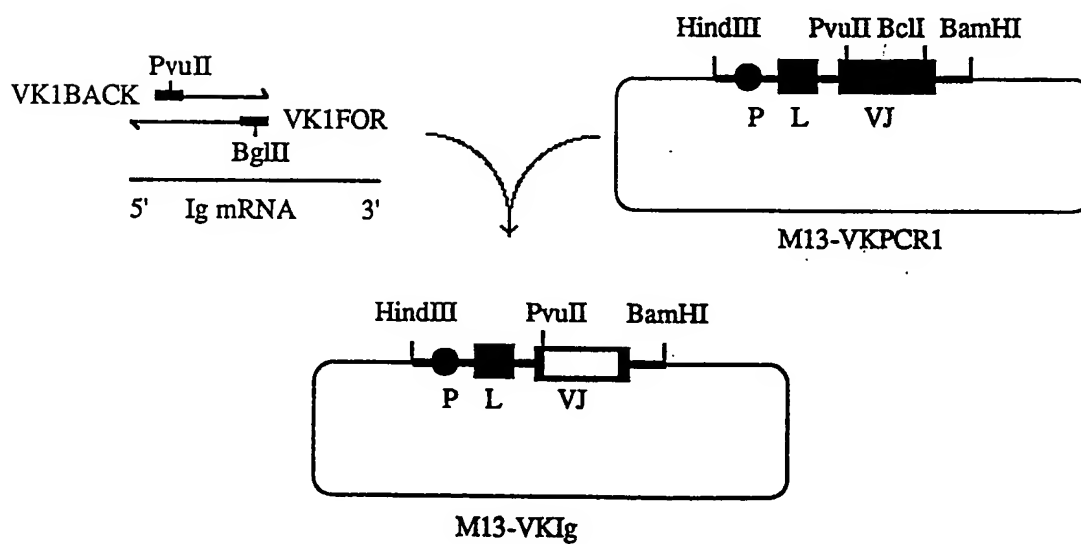 HindIII PvuII BclI BamHI
P L VJ
M13-VKPCR1
PvuII
VK1BACK
VK1FOR
BglII
5' Ig mRNA 3'
HindIII PvuII BamHI
P L VJ
M13-VKIg